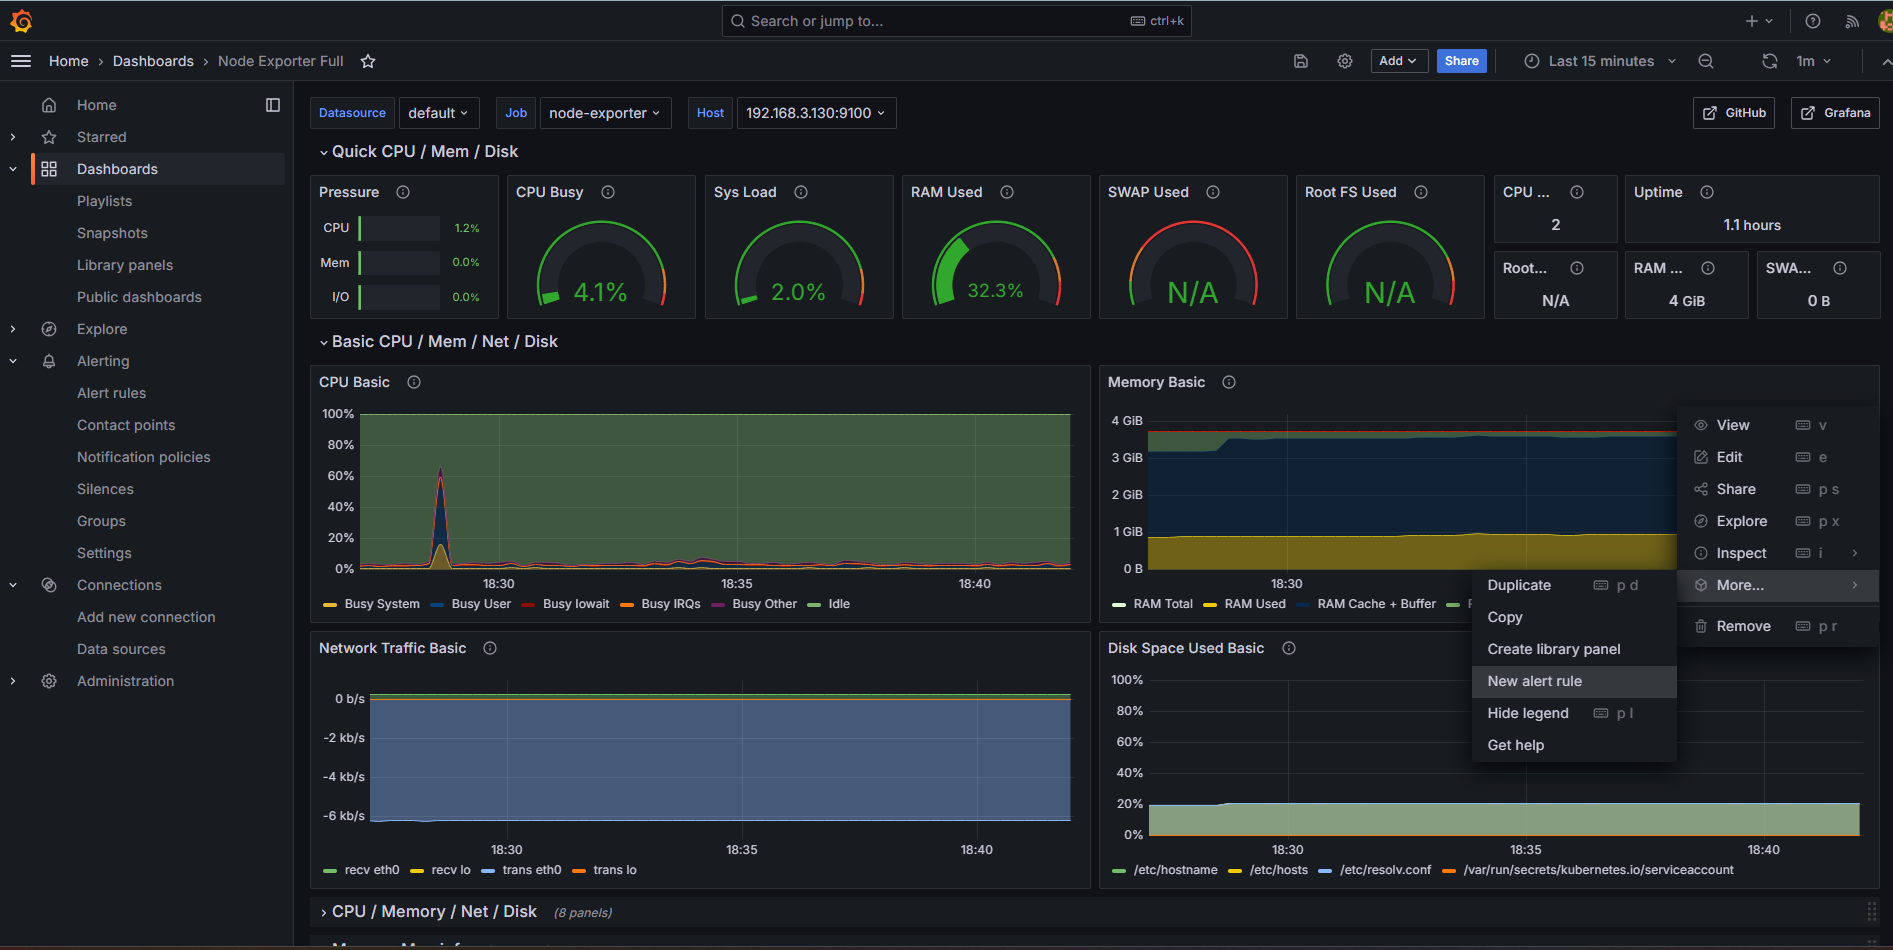 Search or jump to... ctrl+k
Home › Dashboards › Node Exporter Full
Add
Share
Last 15 minutes
1m
Home
Starred
Dashboards
Playlists
Snapshots
Library panels
Public dashboards
Explore
Alerting
Alert rules
Contact points
Notification policies
Silences
Groups
Settings
Connections
Add new connection
Data sources
Administration
Datasource default Job node-exporter Host 192.168.3.130:9100 GitHub Grafana
Quick CPU / Mem / Disk
Pressure
CPU 1.2%
Mem 0.0%
I/O 0.0%
CPU Busy
4.1%
Sys Load
2.0%
RAM Used
32.3%
SWAP Used
N/A
Root FS Used
N/A
CPU ...
2
Uptime
1.1 hours
Root...
N/A
RAM ...
4 GiB
SWA...
0 B
Basic CPU / Mem / Net / Disk
CPU Basic
100%
80%
60%
40%
20%
0%
18:30 18:35 18:40
Busy System Busy User Busy Iowait Busy IRQs Busy Other Idle
Memory Basic
4 GiB
3 GiB
2 GiB
1 GiB
0 B
18:30
RAM Total RAM Used RAM Cache + Buffer
View v
Edit e
Share p s
Explore p x
Inspect i
More...
Remove p r
Duplicate p d
Copy
Create library panel
New alert rule
Hide legend p l
Get help
Network Traffic Basic
0 b/s
-2 kb/s
-4 kb/s
-6 kb/s
18:30 18:35 18:40
recv eth0 recv lo trans eth0 trans lo
Disk Space Used Basic
100%
80%
60%
40%
20%
0%
18:30 18:35 18:40
/etc/hostname /etc/hosts /etc/resolv.conf /var/run/secrets/kubernetes.io/serviceaccount
CPU / Memory / Net / Disk (8 panels)